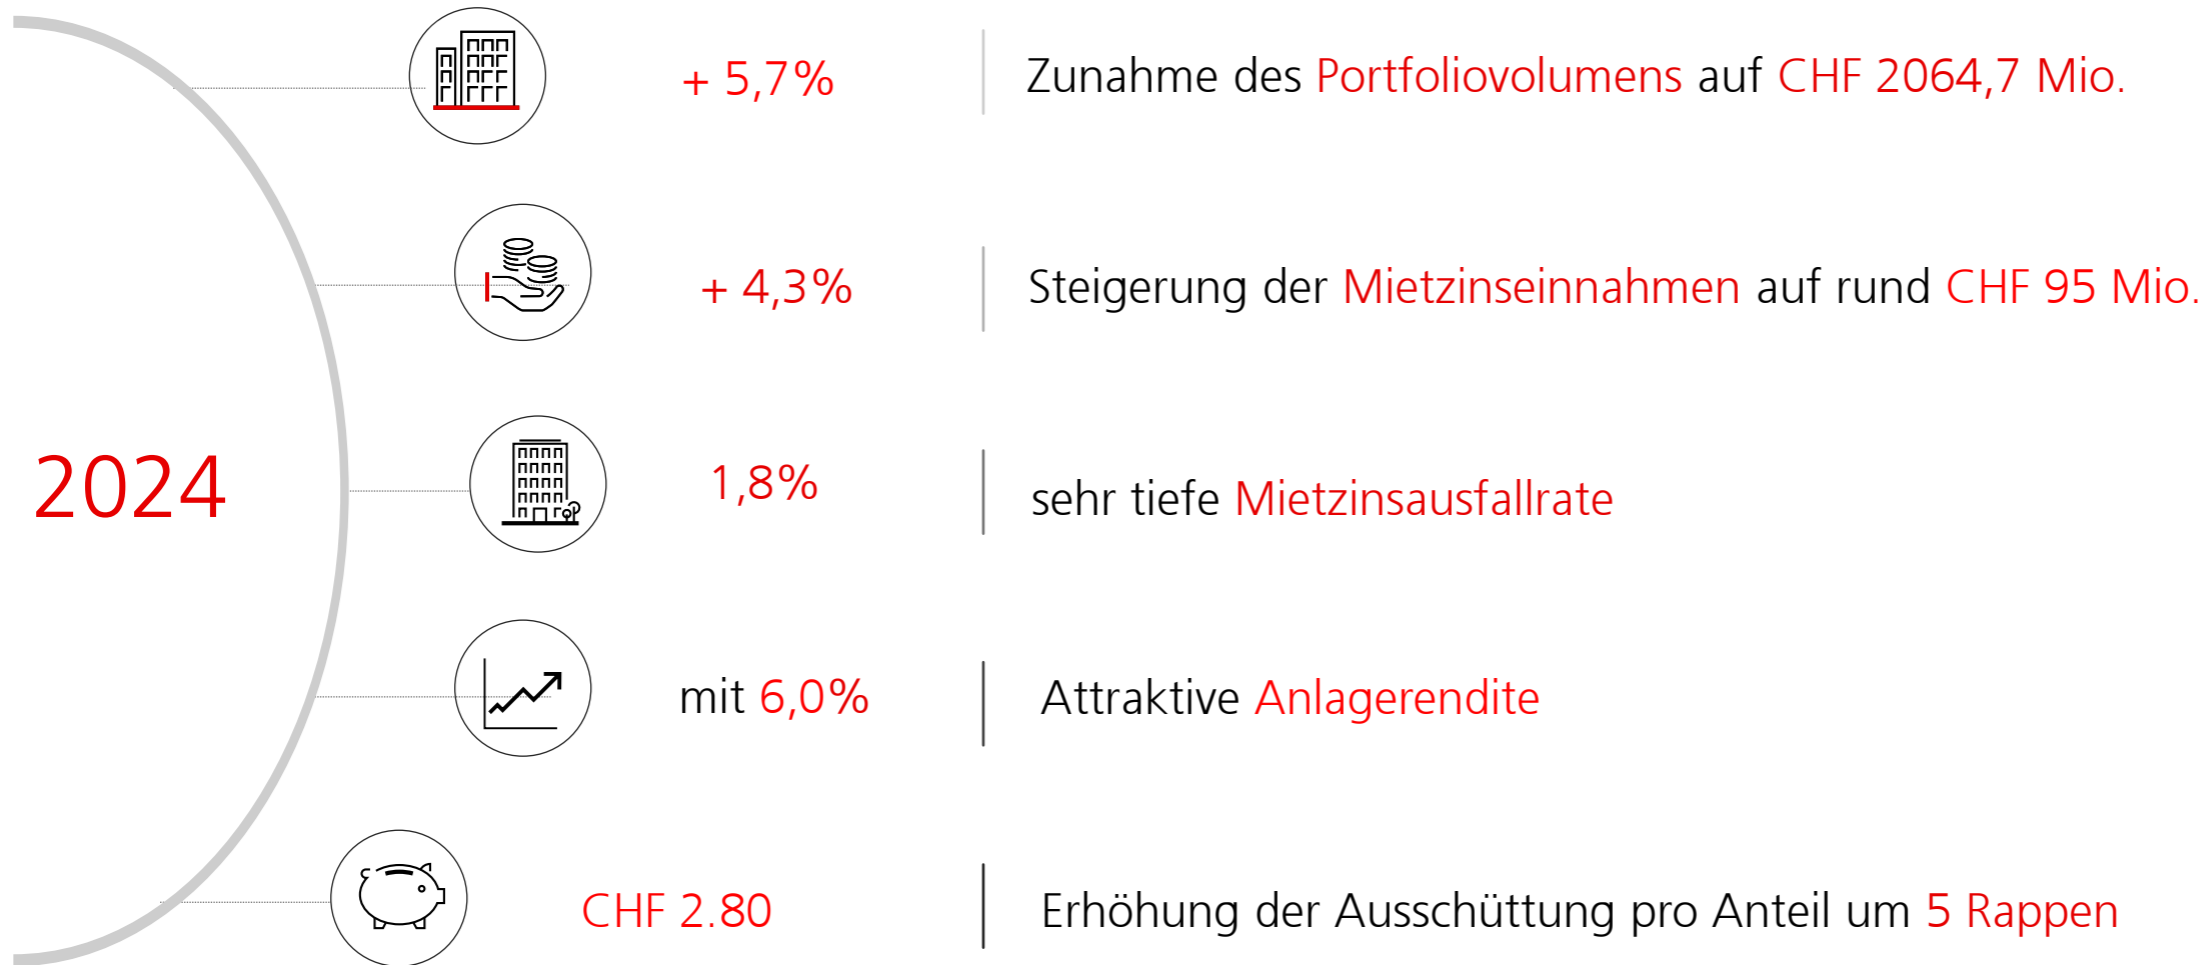 + 5,7%
Zunahme des Portfoliovolumens auf CHF 2064,7 Mio.
+ 4,3%
Steigerung der Mietzinseinnahmen auf rund CHF 95 Mio.
2024
1,8%
sehr tiefe Mietzinsausfallrate
mit 6,0%
Attraktive Anlagerendite
CHF 2.80
Erhöhung der Ausschüttung pro Anteil um 5 Rappen